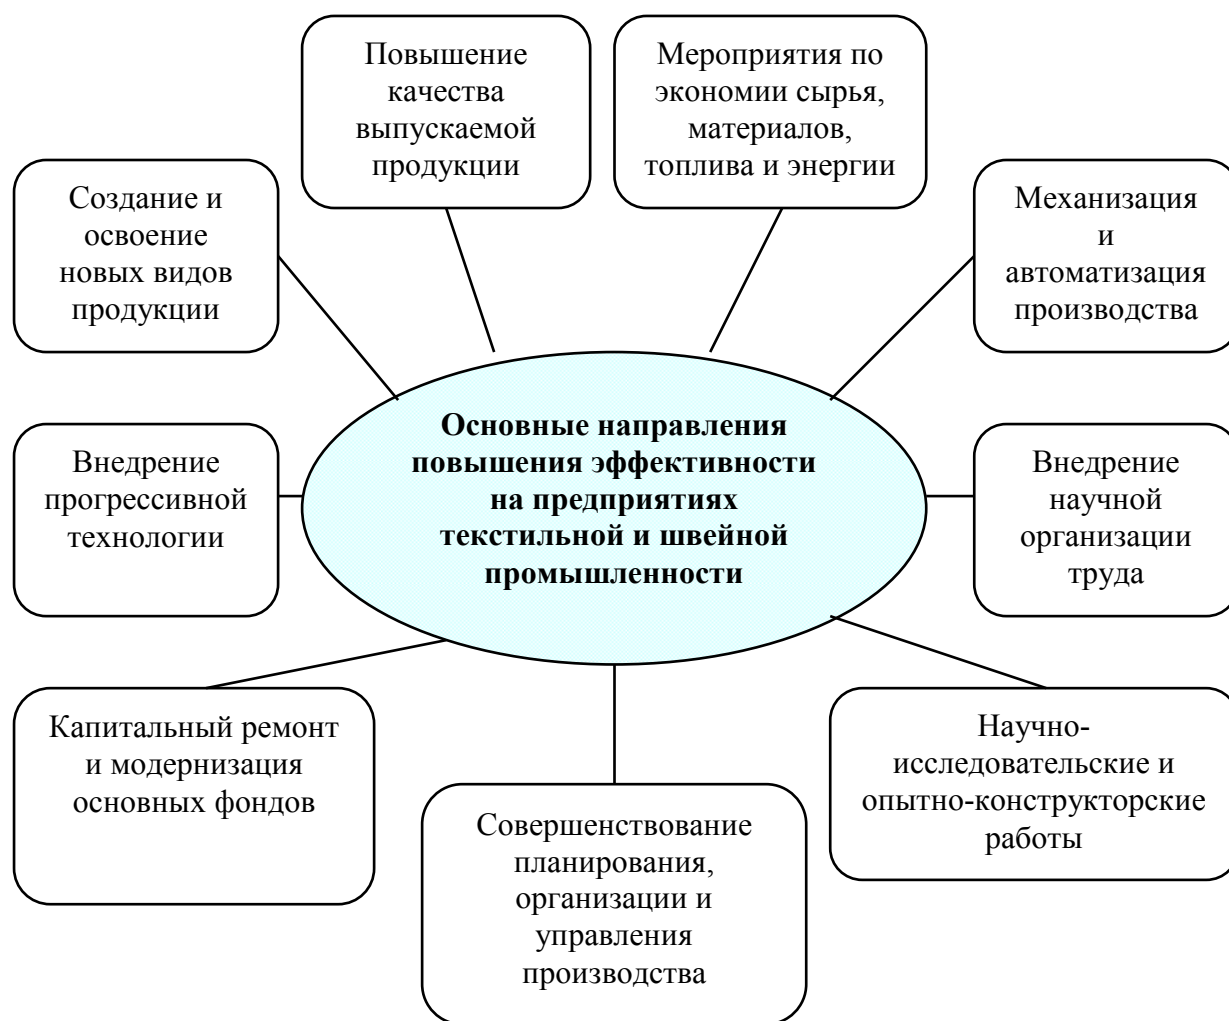 Повышение
качества
выпускаемой
продукции
Мероприятия по
экономии сырья,
материалов,
топлива и энергии
Создание и
освоение
новых видов
продукции
Механизация
и
автоматизация
производства
Основные направления
повышения эффективности
на предприятиях
текстильной и швейной
промышленности
Внедрение
прогрессивной
технологии
Внедрение
научной
организации
труда
Капитальный ремонт
и модернизация
основных фондов
Совершенствование
планирования,
организации и
управления
производства
Научно-
исследовательские и
опытно-конструкторские
работы